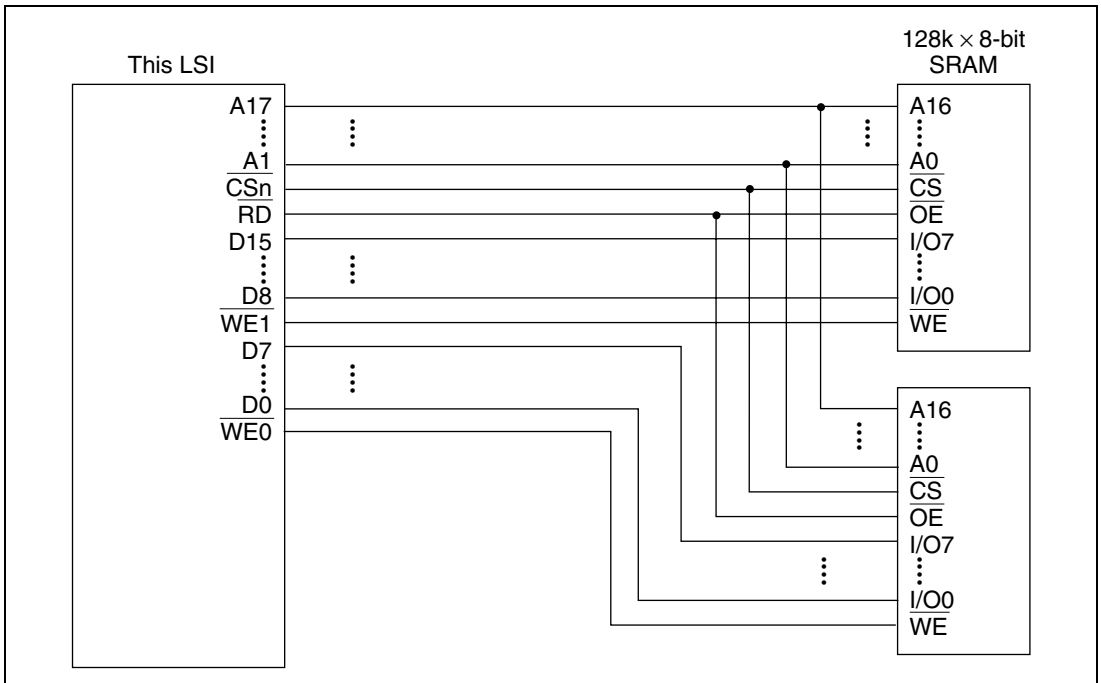 This LSI
A17
A1
CSn
RD
D15
D8
WE1
D7
D0
WE0
128k × 8-bit
SRAM
A16
A0
CS
OE
I/O7
I/O0
WE
A16
A0
CS
OE
I/O7
I/O0
WE